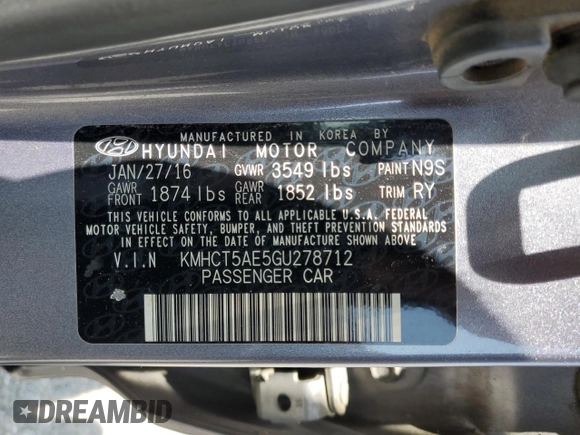 MANUFACTURED IN KOREA BY
HYUNDAI MOTOR COMPANY
JAN/27/16 GVWR 3549 lbs PAINT N9S
GAWR FRONT 1874 lbs GAWR REAR 1852 lbs TRIM RY
THIS VEHICLE CONFORMS TO ALL APPLICABLE U.S.A. FEDERAL
MOTOR VEHICLE SAFETY, BUMPER, AND THEFT PREVENTION STANDARDS
IN EFFECT ON THE DATE OF MANUFACTURE SHOWN ABOVE.
V.I.N KMHCT5AE5GU278712
PASSENGER CAR
DREAMBID